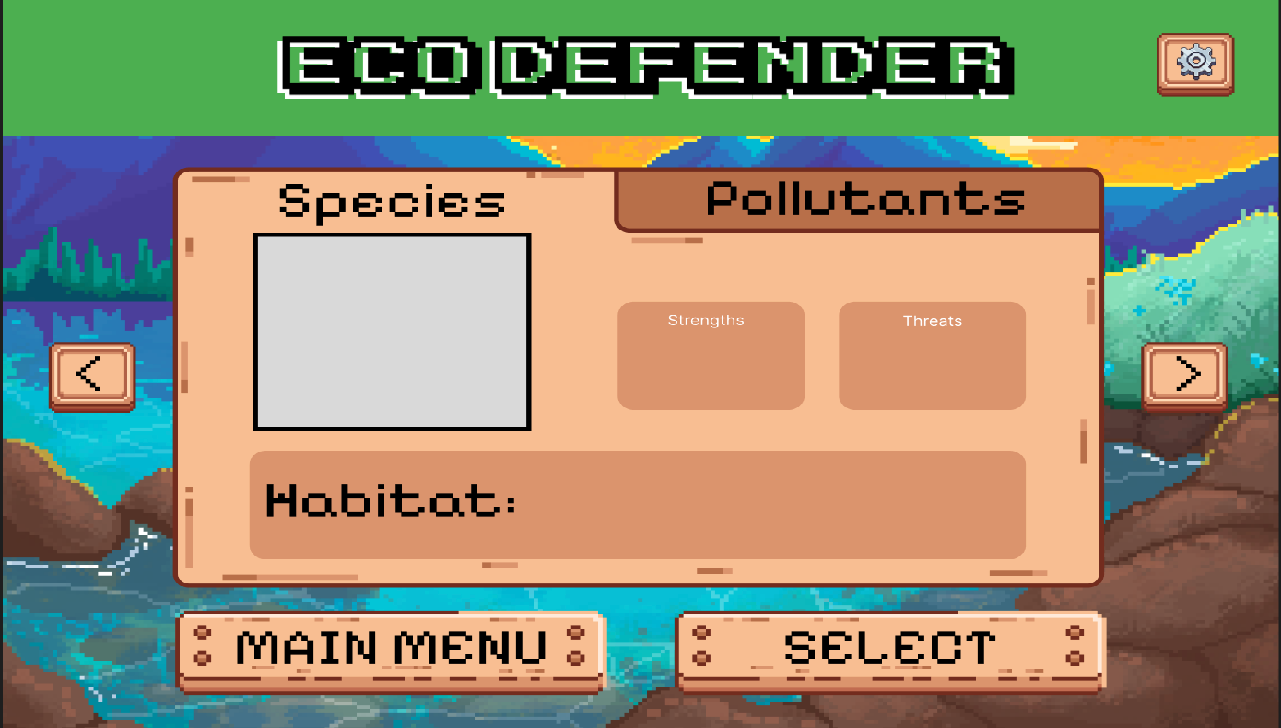 ECO DEFENDER
Species
Pollutants
Strengths
Threats
<
>
Habitat:
MAIN MENU
SELECT